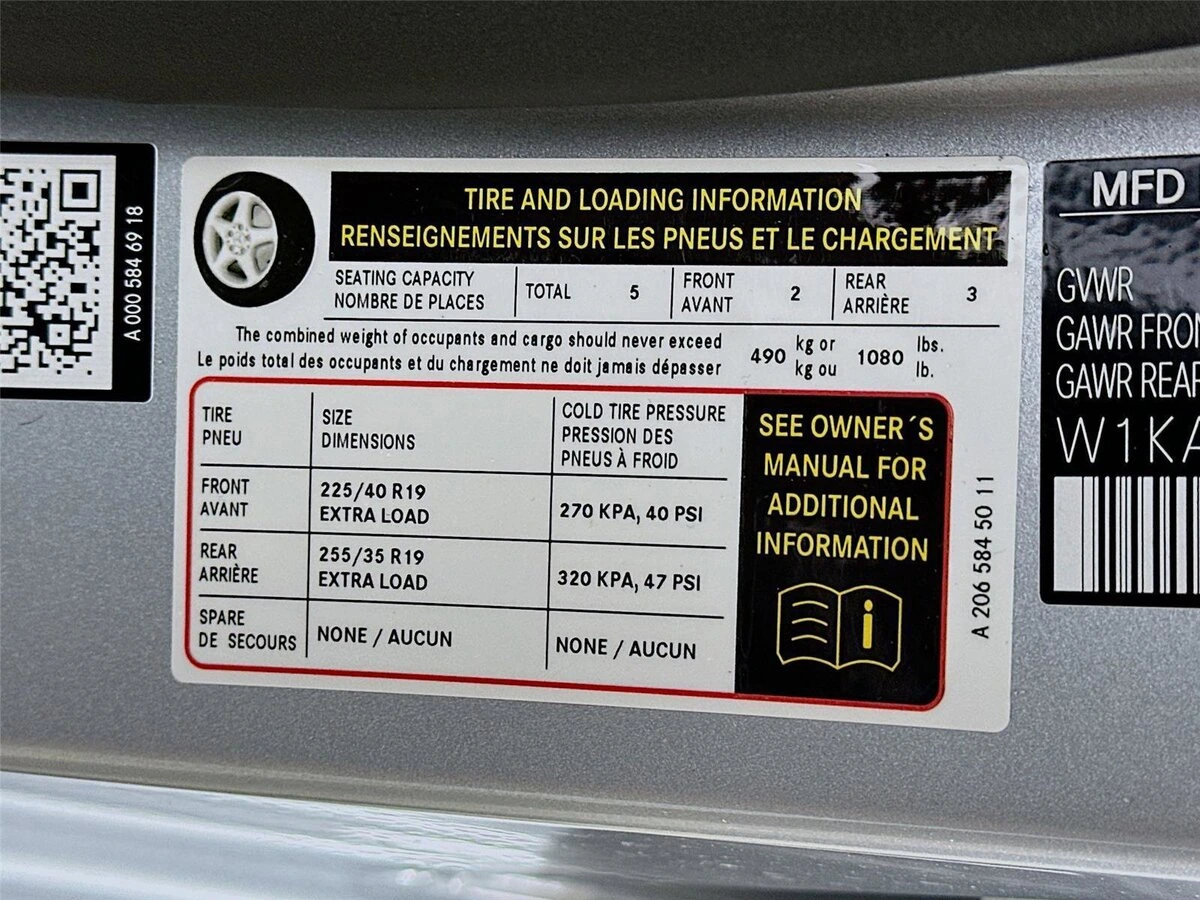 A 000 584 69 18
TIRE AND LOADING INFORMATION
RENSEIGNEMENTS SUR LES PNEUS ET LE CHARGEMENT
SEATING CAPACITY
NOMBRE DE PLACES
TOTAL 5
FRONT
AVANT
2
REAR
ARRIÈRE
3
The combined weight of occupants and cargo should never exceed
Le poids total des occupants et du chargement ne doit jamais dépasser
490
kg or
kg ou
1080
lbs.
lb.
TIRE
PNEU
SIZE
DIMENSIONS
COLD TIRE PRESSURE
PRESSION DES
PNEUS À FROID
FRONT
AVANT
225/40 R19
EXTRA LOAD
270 KPA, 40 PSI
REAR
ARRIÈRE
255/35 R19
EXTRA LOAD
320 KPA, 47 PSI
SPARE
DE SECOURS
NONE / AUCUN
NONE / AUCUN
SEE OWNER´S
MANUAL FOR
ADDITIONAL
INFORMATION
A 206 584 50 11
MFD
GVWR
GAWR FRON
GAWR REAR
W1KA